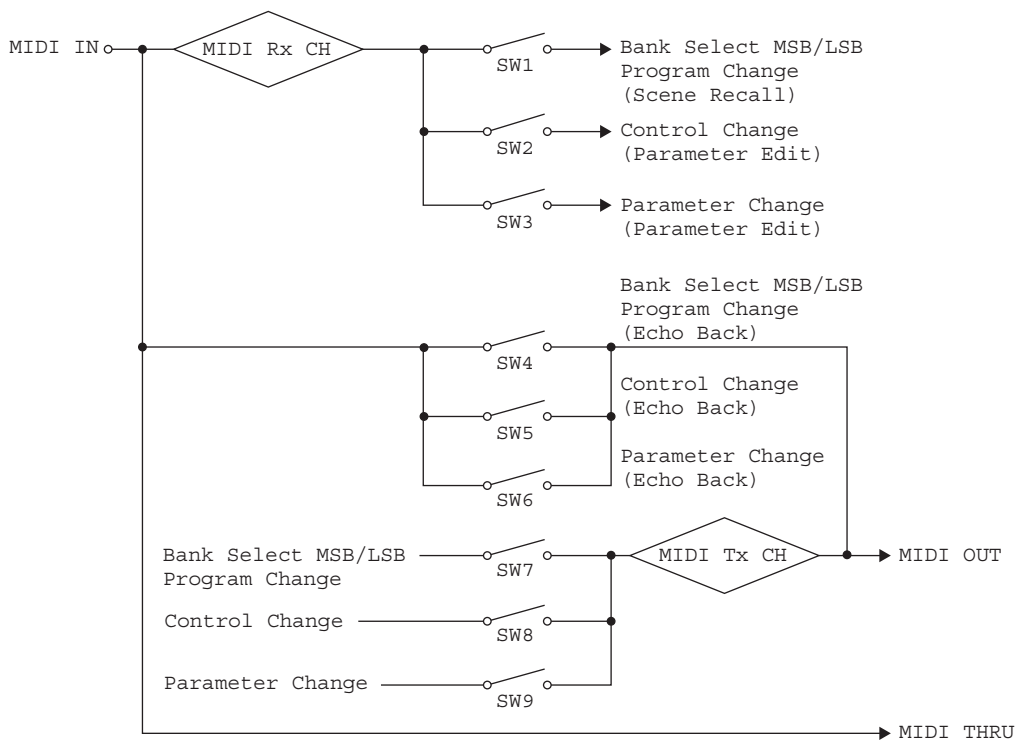 MIDI IN
MIDI Rx CH
SW1
Bank Select MSB/LSB
Program Change
(Scene Recall)
SW2
Control Change
(Parameter Edit)
SW3
Parameter Change
(Parameter Edit)
Bank Select MSB/LSB
Program Change
(Echo Back)
SW4
Control Change
(Echo Back)
SW5
Parameter Change
(Echo Back)
SW6
Bank Select MSB/LSB
Program Change
SW7
MIDI Tx CH
MIDI OUT
Control Change
SW8
Parameter Change
SW9
MIDI THRU